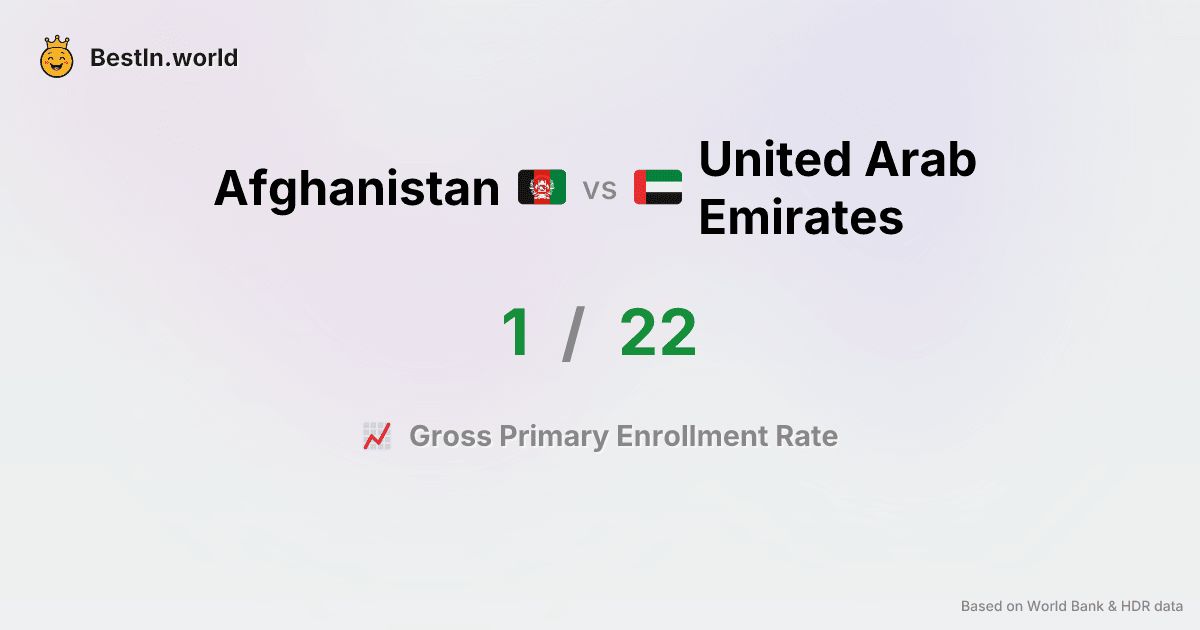 BestIn.world
Afghanistan vs United Arab
Emirates
1 / 22
Gross Primary Enrollment Rate
Based on World Bank & HDR data